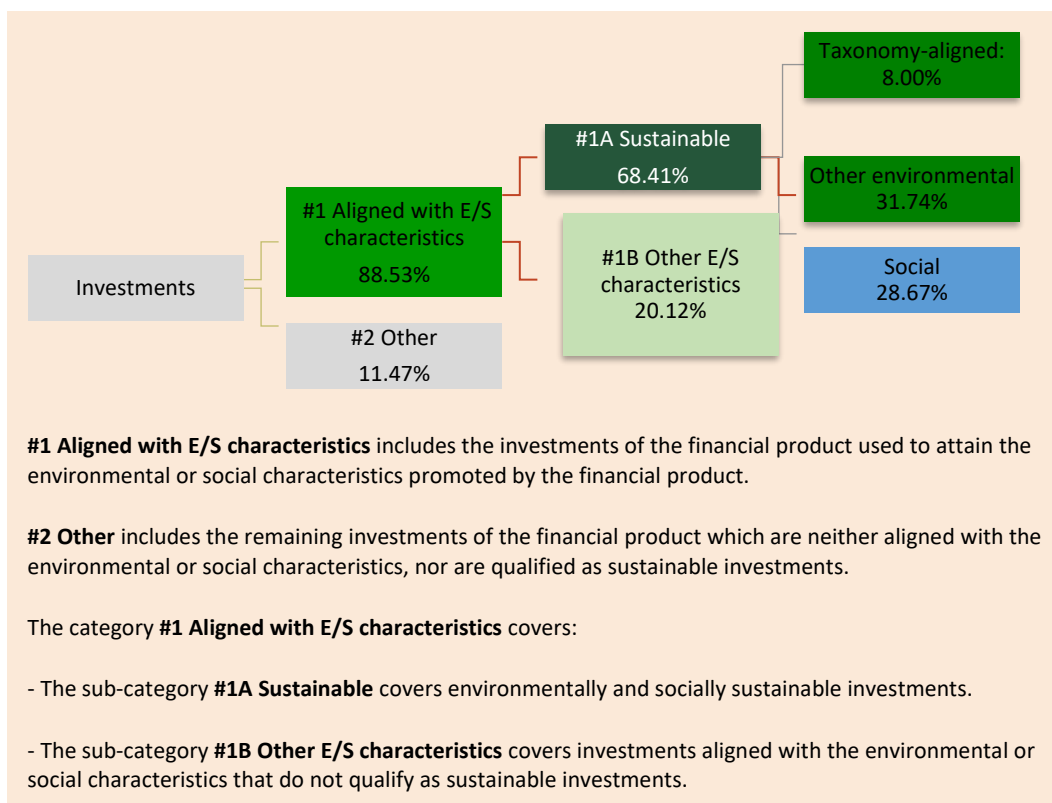 Investments
#1 Aligned with E/S
characteristics
88.53%
#2 Other
11.47%
#1A Sustainable
68.41%
#1B Other E/S
characteristics
20.12%
Taxonomy-aligned:
8.00%
Other environmental
31.74%
Social
28.67%
#1 Aligned with E/S characteristics includes the investments of the financial product used to attain the
environmental or social characteristics promoted by the financial product.
#2 Other includes the remaining investments of the financial product which are neither aligned with the
environmental or social characteristics, nor are qualified as sustainable investments.
The category #1 Aligned with E/S characteristics covers:
- The sub-category #1A Sustainable covers environmentally and socially sustainable investments.
- The sub-category #1B Other E/S characteristics covers investments aligned with the environmental or
social characteristics that do not qualify as sustainable investments.